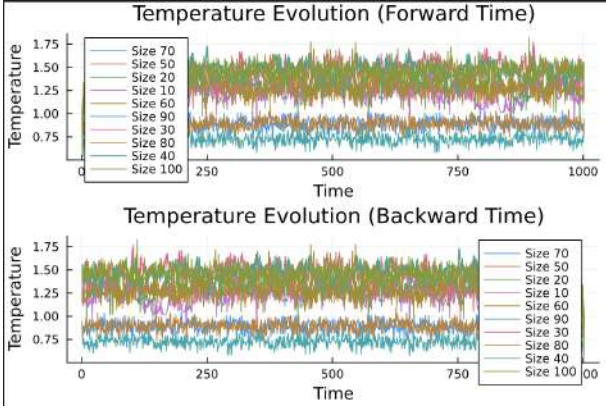 Temperature Evolution (Forward Time)
Temperature
1.75
1.50
1.25
1.00
0.75
Size 70
Size 50
Size 20
Size 10
Size 60
Size 90
Size 30
Size 80
Size 40
Size 100
0
250
500
750
1000
Time
Temperature Evolution (Backward Time)
Temperature
1.75
1.50
1.25
1.00
0.75
Size 70
Size 50
Size 20
Size 10
Size 60
Size 90
Size 30
Size 80
Size 40
Size 100
0
250
500
750
Time